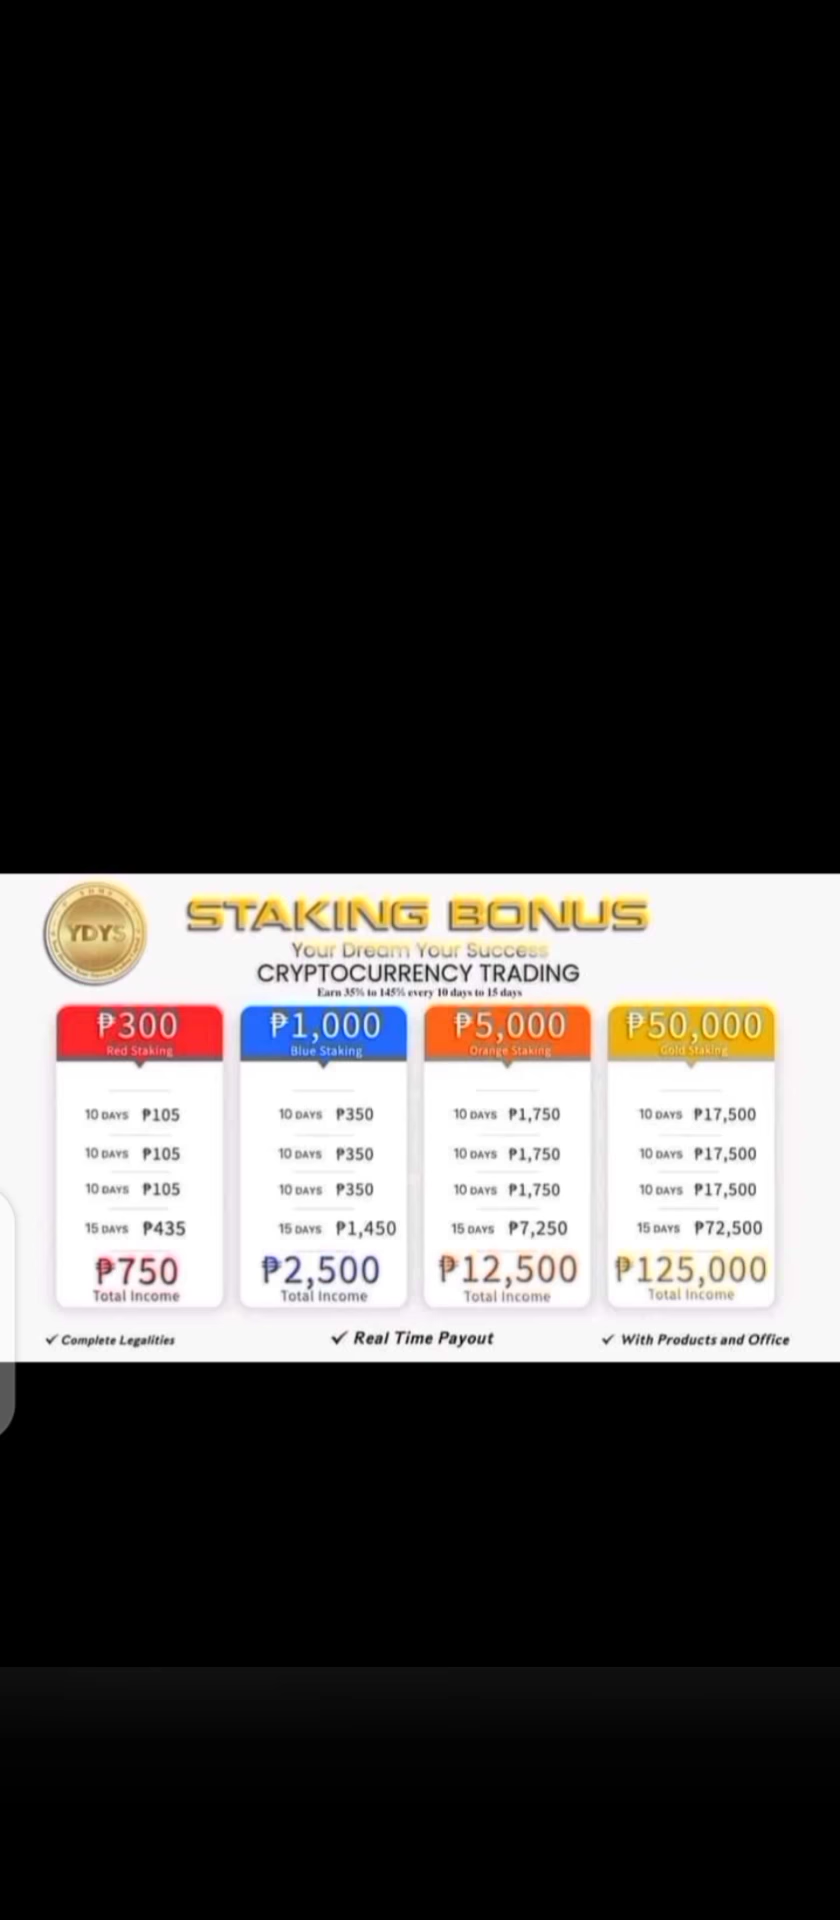 YDYS
STAKING BONUS
Your Dream Your Success
CRYPTOCURRENCY TRADING
Earn 35% to 145% every 10 days to 15 days
₱300
Red Staking
10 DAYS ₱105
10 DAYS ₱105
10 DAYS ₱105
15 DAYS ₱435
₱750
Total Income
₱1,000
Blue Staking
10 DAYS ₱350
10 DAYS ₱350
10 DAYS ₱350
15 DAYS ₱1,450
₱2,500
Total Income
₱5,000
Orange Staking
10 DAYS ₱1,750
10 DAYS ₱1,750
10 DAYS ₱1,750
15 DAYS ₱7,250
₱12,500
Total Income
₱50,000
Gold Staking
10 DAYS ₱17,500
10 DAYS ₱17,500
10 DAYS ₱17,500
15 DAYS ₱72,500
₱125,000
Total Income
✓ Complete Legalities
✓ Real Time Payout
✓ With Products and Office